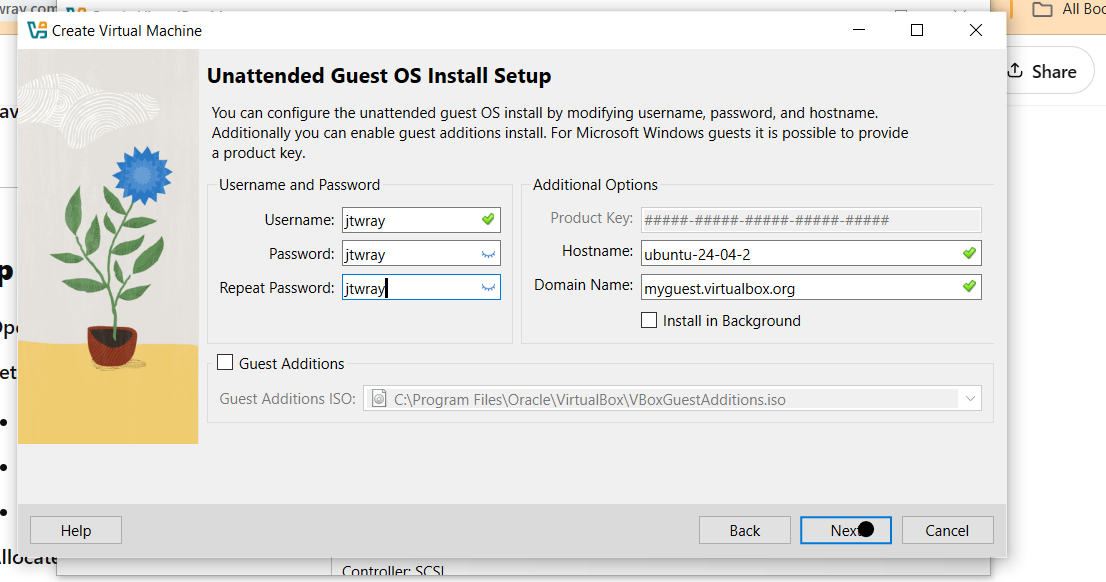 wray.com
All Boo
Create Virtual Machine
Share
Unattended Guest OS Install Setup
You can configure the unattended guest OS install by modifying username, password, and hostname.
Additionally you can enable guest additions install. For Microsoft Windows guests it is possible to provide
a product key.
Username and Password
Username: jtwray
Password: jtwray
Repeat Password: jtwray
Additional Options
Product Key: #####-#####-#####-#####-#####
Hostname: ubuntu-24-04-2
Domain Name: myguest.virtualbox.org
Install in Background
Guest Additions
Guest Additions ISO: C:\Program Files\Oracle\VirtualBox\VBoxGuestAdditions.iso
Help
Back
Next
Cancel
Controller: SCSI